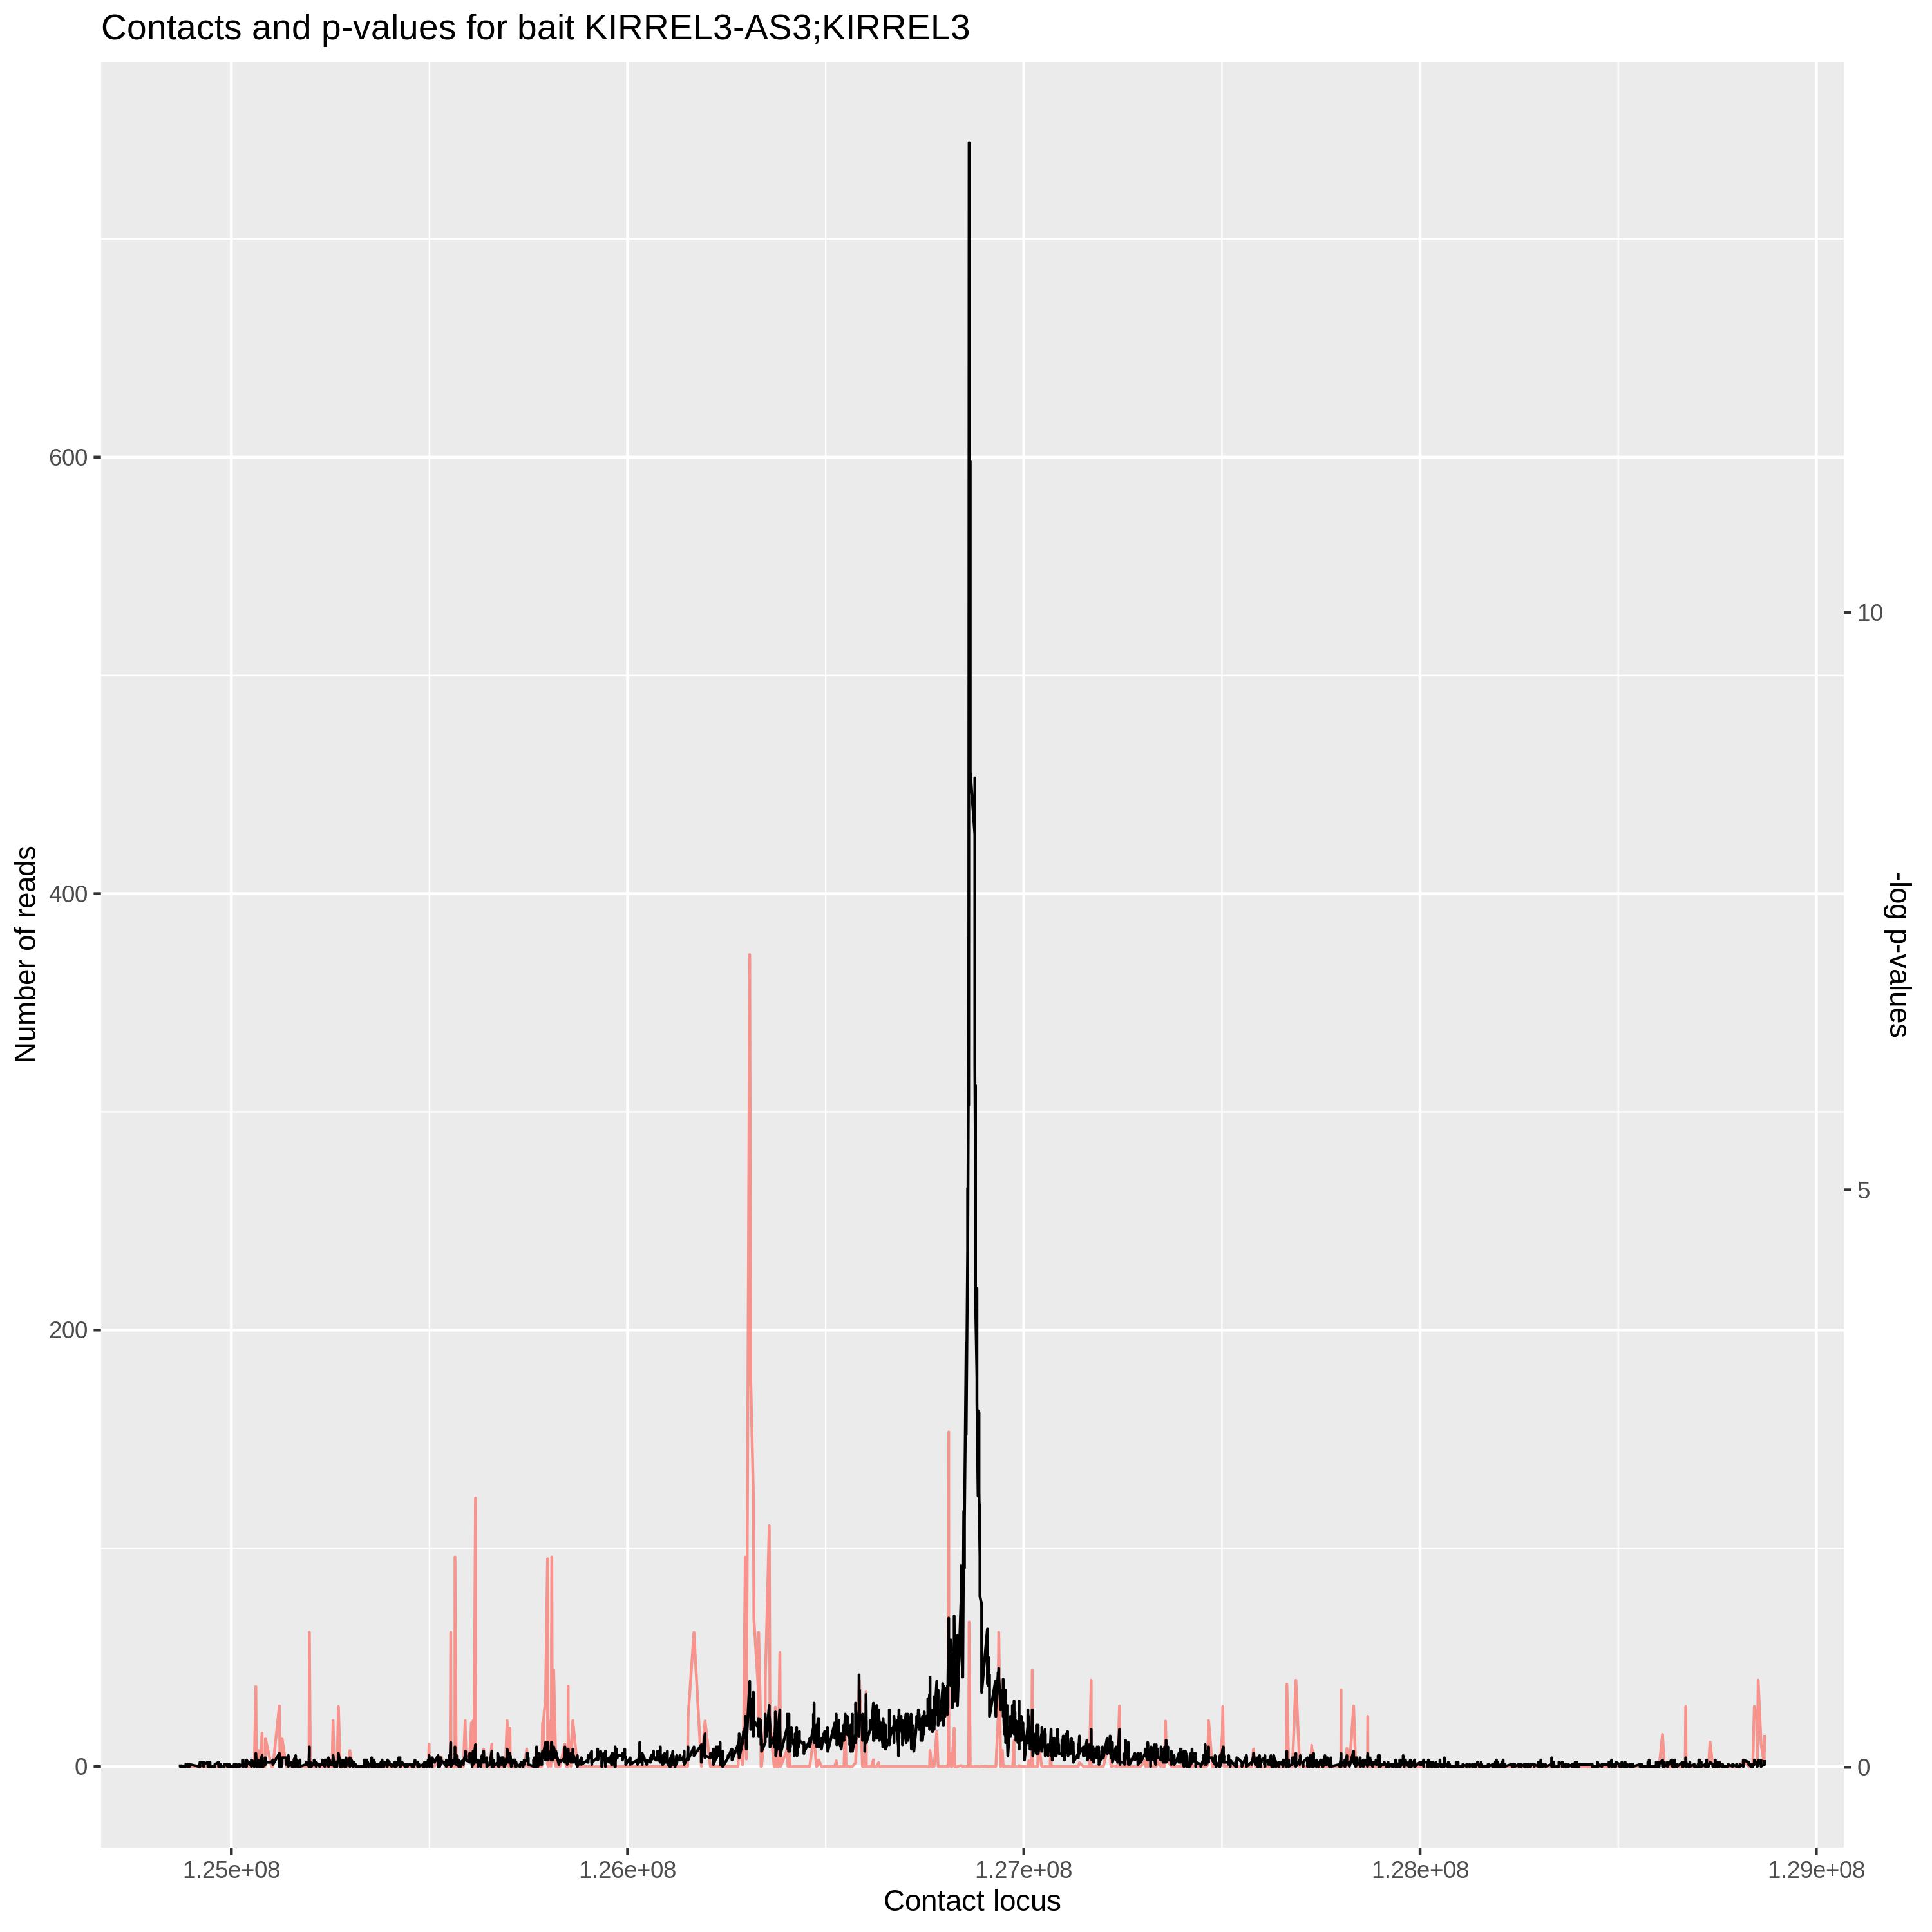 Contacts and p-values for bait KIRREL3-AS3;KIRREL3
600
400
200
0
Number of reads
10
5
0
-log p-values
1.25e+08
1.26e+08
1.27e+08
1.28e+08
1.29e+08
Contact locus